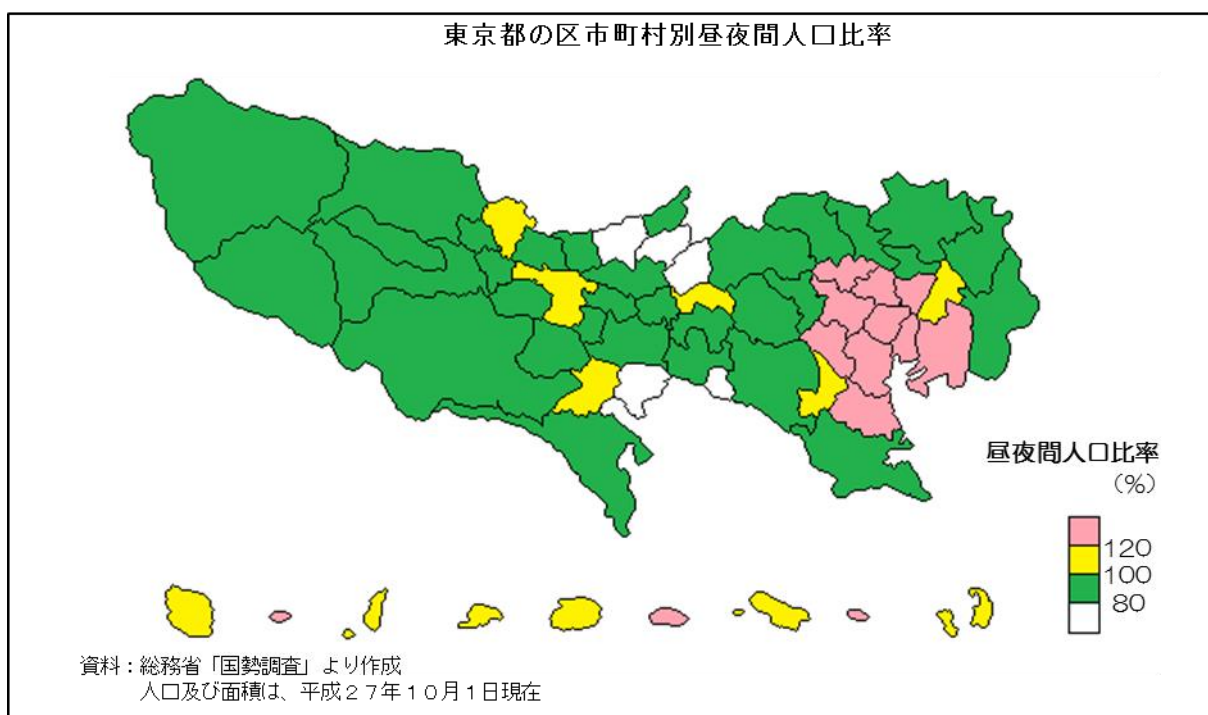 東京都の区市町村別昼夜間人口比率
昼夜間人口比率
(%)
120
100
80
資料：総務省「国勢調査」より作成
人口及び面積は、平成27年10月1日現在